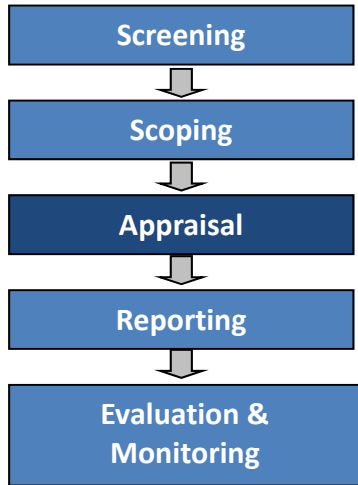 Screening
Scoping
Appraisal
Reporting
Evaluation &
Monitoring